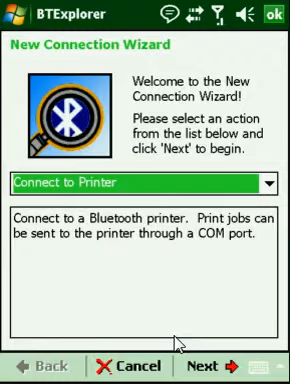 BTExplorer
ok
New Connection Wizard
Welcome to the New
Connection Wizard!
Please select an action
from the list below and
click 'Next' to begin.
Connect to Printer
Connect to a Bluetooth printer. Print jobs can
be sent to the printer through a COM port.
Back
Cancel
Next